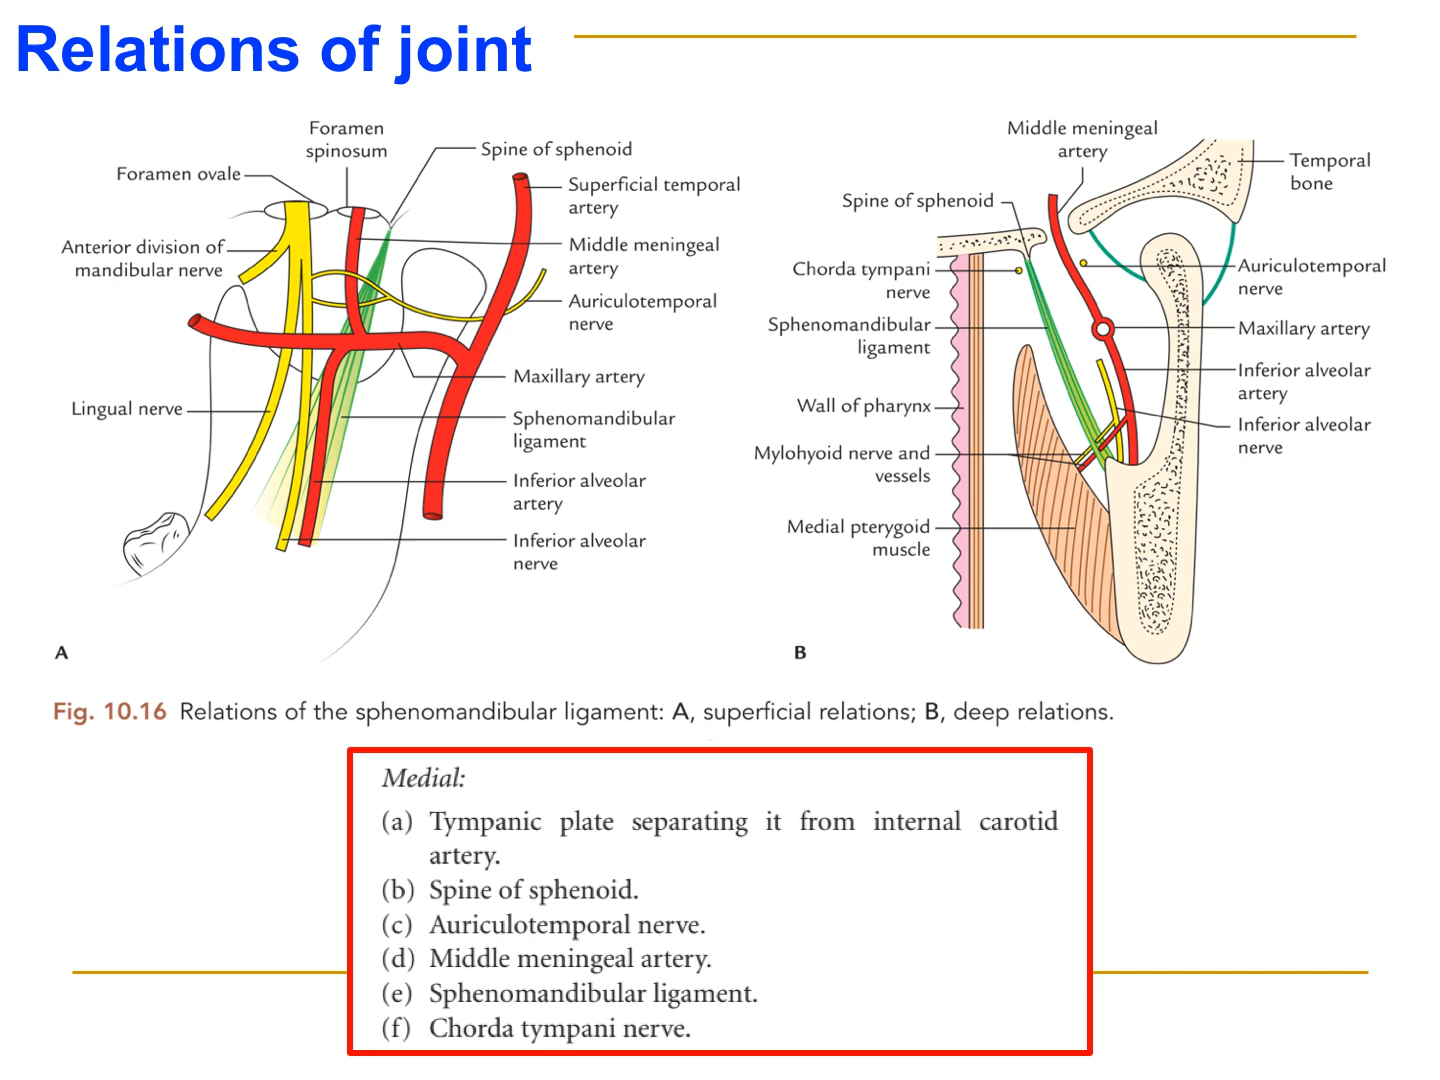 Relations of joint
Foramen
spinosum
Foramen ovale
Spine of sphenoid
Superficial temporal
artery
Anterior division of
mandibular nerve
Middle meningeal
artery
Auriculotemporal
nerve
Maxillary artery
Lingual nerve
Sphenomandibular
ligament
Inferior alveolar
artery
Inferior alveolar
nerve
A
Middle meningeal
artery
Temporal
bone
Spine of sphenoid
Chorda tympani
nerve
Auriculotemporal
nerve
Sphenomandibular
ligament
Maxillary artery
Inferior alveolar
artery
Wall of pharynx
Inferior alveolar
nerve
Mylohyoid nerve and
vessels
Medial pterygoid
muscle
B
Fig. 10.16 Relations of the sphenomandibular ligament: A, superficial relations; B, deep relations.
Medial:
(a) Tympanic plate separating it from internal carotid
artery.
(b) Spine of sphenoid.
(c) Auriculotemporal nerve.
(d) Middle meningeal artery.
(e) Sphenomandibular ligament.
(f) Chorda tympani nerve.